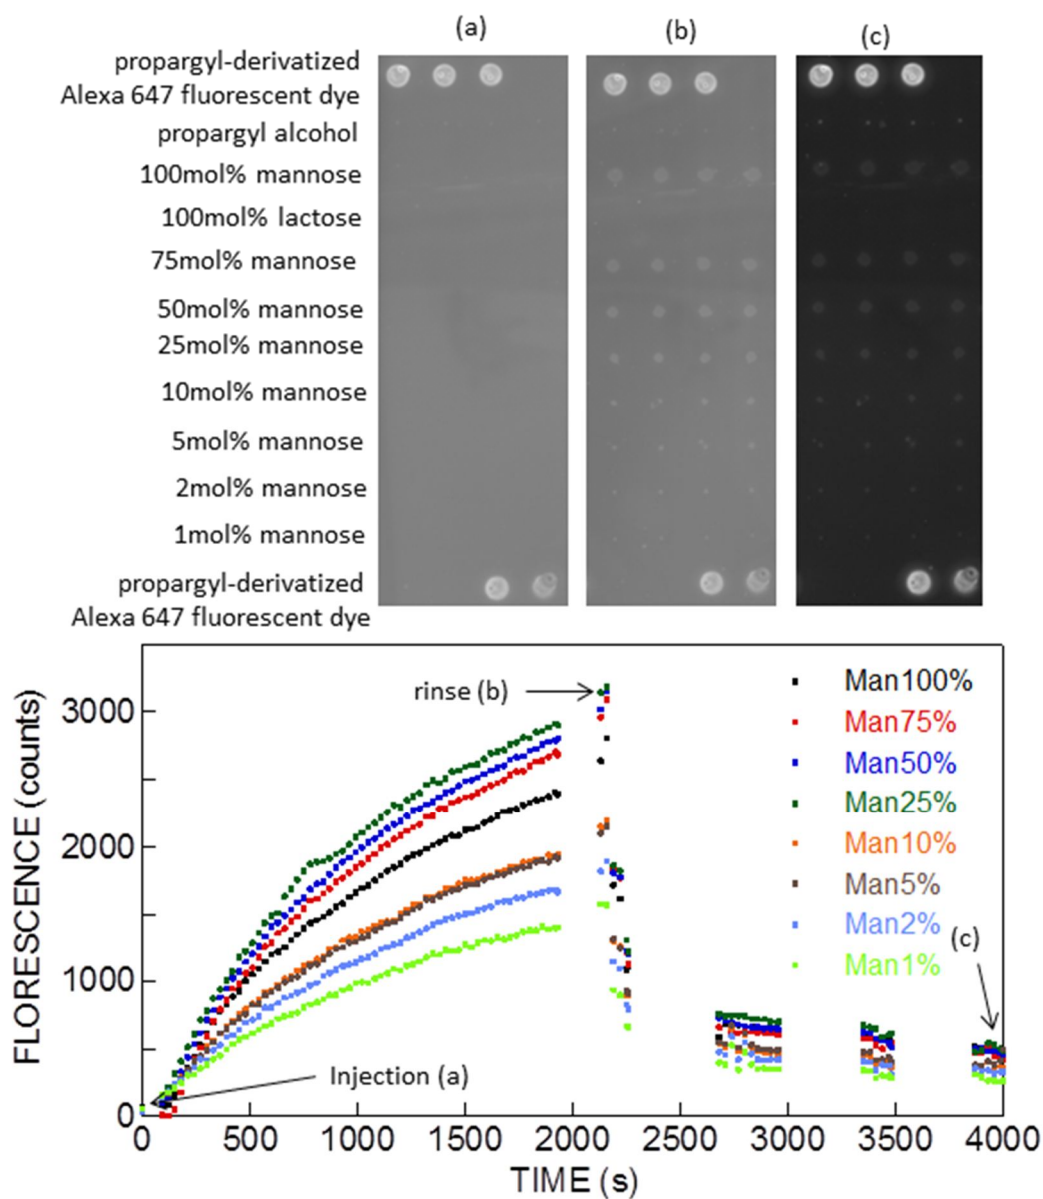 (a)
(b)
(c)
propargyl-derivatized
Alexa 647 fluorescent dye
propargyl alcohol
100mol% mannose
100mol% lactose
75mol% mannose
50mol% mannose
25mol% mannose
10mol% mannose
5mol% mannose
2mol% mannose
1mol% mannose
propargyl-derivatized
Alexa 647 fluorescent dye
FLORESCENCE (counts)
3000
2000
1000
0
rinse (b)
Injection (a)
(c)
Man100%
Man75%
Man50%
Man25%
Man10%
Man5%
Man2%
Man1%
0 500 1000 1500 2000 2500 3000 3500 4000
TIME (s)